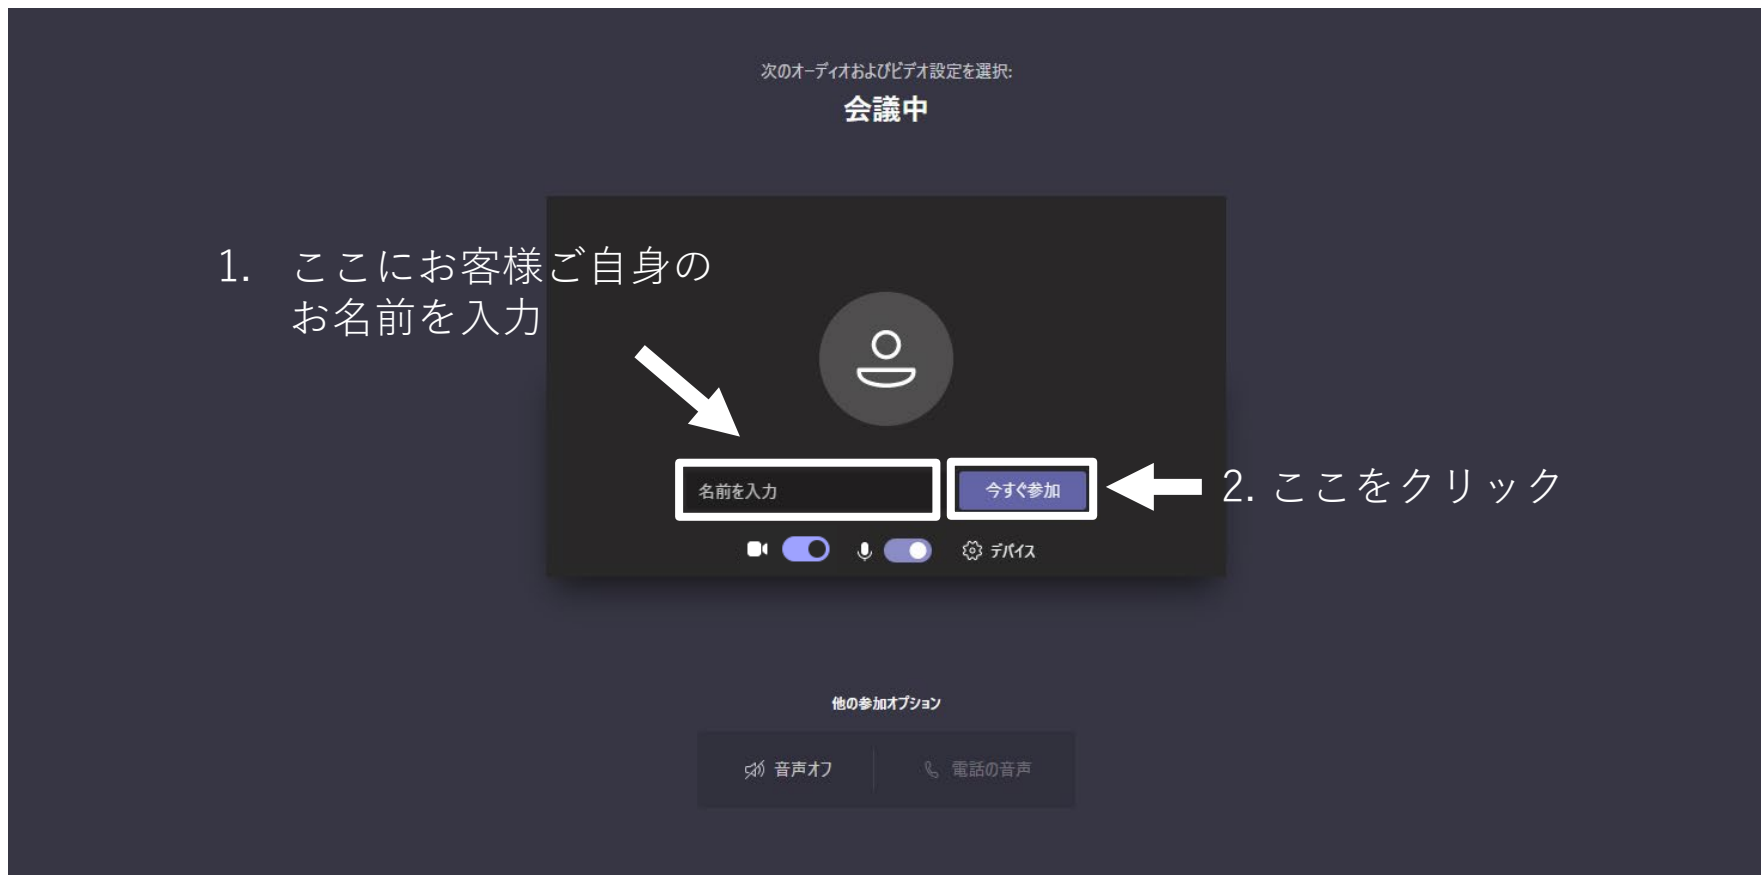 次のオーディオおよびビデオ設定を選択:
会議中
1. ここにお客様ご自身の
お名前を入力
名前を入力
今すぐ参加
2. ここをクリック
デバイス
他の参加オプション
音声オフ
電話の音声